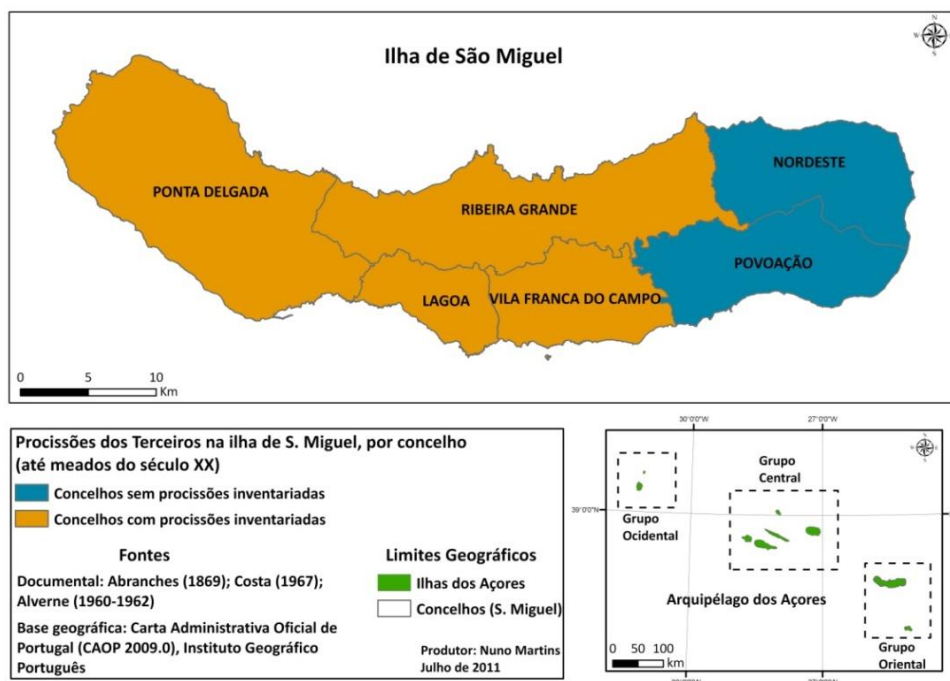 Ilha de São Miguel
N
W
E
S
PONTA DELGADA
RIBEIRA GRANDE
NORDESTE
POVOAÇÃO
LAGOA
VILA FRANCA DO CAMPO
0 5 10
Km
Procissões dos Terceiros na ilha de S. Miguel, por concelho
(até meados do século XX)
Concelhos sem procissões inventariadas
Concelhos com procissões inventariadas
Fontes
Documental: Abranches (1869); Costa (1967);
Alverne (1960-1962)
Base geográfica: Carta Administrativa Oficial de
Portugal (CAOP 2009.0), Instituto Geográfico
Português
Limites Geográficos
Ilhas dos Açores
Concelhos (S. Miguel)
Produtor: Nuno Martins
Julho de 2011
30°0'0"W 27°0'0"W
39°0'0"N
Grupo
Ocidental
Grupo
Central
Arquipélago dos Açores
Grupo
Oriental
0 50 100
km